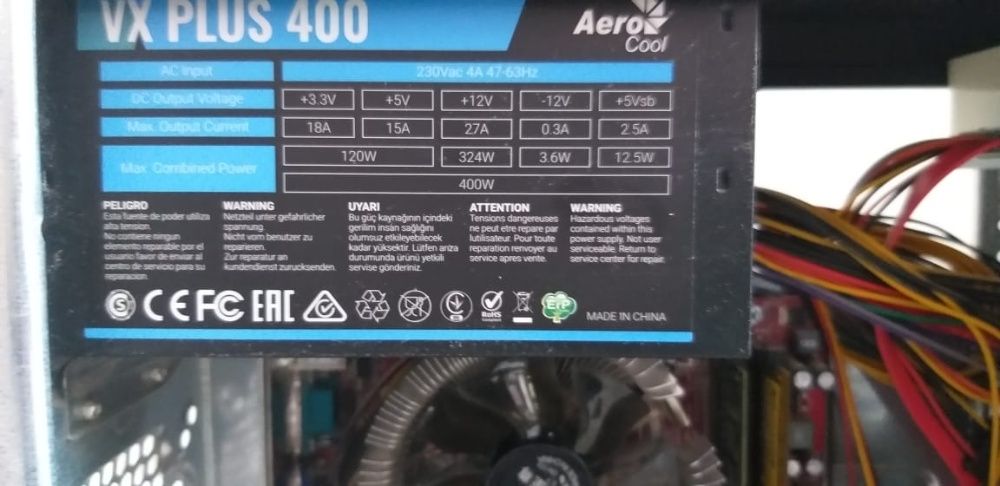 VX PLUS 400
Aero
Cool
AC Input 230Vac 4A 47-63Hz
DC Output Voltage +3.3V +5V +12V -12V +5Vsb
Max. Output Current 18A 15A 27A 0.3A 2.5A
Max. Combined Power 120W 324W 3.6W 12.5W
400W
PELIGRO
Esta fuente de poder utiliza
alta tension.
No contiene ningun
elemento reparable por el
usuario favor de enviar al
centro de servicio para su
reparacion.
WARNING
Netzteil unter gefahrlicher
spannung.
Nicht vom benutzer zu
reparieren.
Zur reparatur an
kundendienst zurucksenden.
UYARI
Bu güç kaynağının içindeki
gerilim insan sağlığını
olumsuz etkileyebilecek
kadar yüksektir. Lütfen arıza
durumunda ürünü yetkili
servise gönderiniz.
ATTENTION
Tensions dangereuses
ne peut etre repare par
lutilisateur. Pour toute
reparation renvoyer au
service apres vente.
WARNING
Hazardous voltages
contained within this
power supply. Not user
serviceable. Return to
service center for repair.
S CE FC EAC RoHS ErP MADE IN CHINA